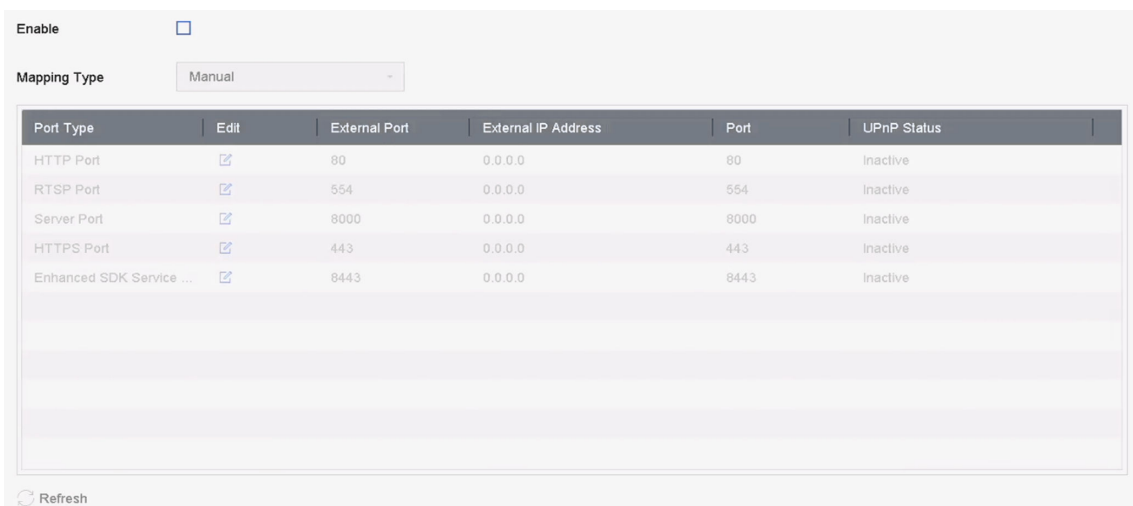 Enable
Mapping Type Manual
Port Type Edit External Port External IP Address Port UPnP Status
HTTP Port 80 0.0.0.0 80 Inactive
RTSP Port 554 0.0.0.0 554 Inactive
Server Port 8000 0.0.0.0 8000 Inactive
HTTPS Port 443 0.0.0.0 443 Inactive
Enhanced SDK Service ... 8443 0.0.0.0 8443 Inactive
Refresh